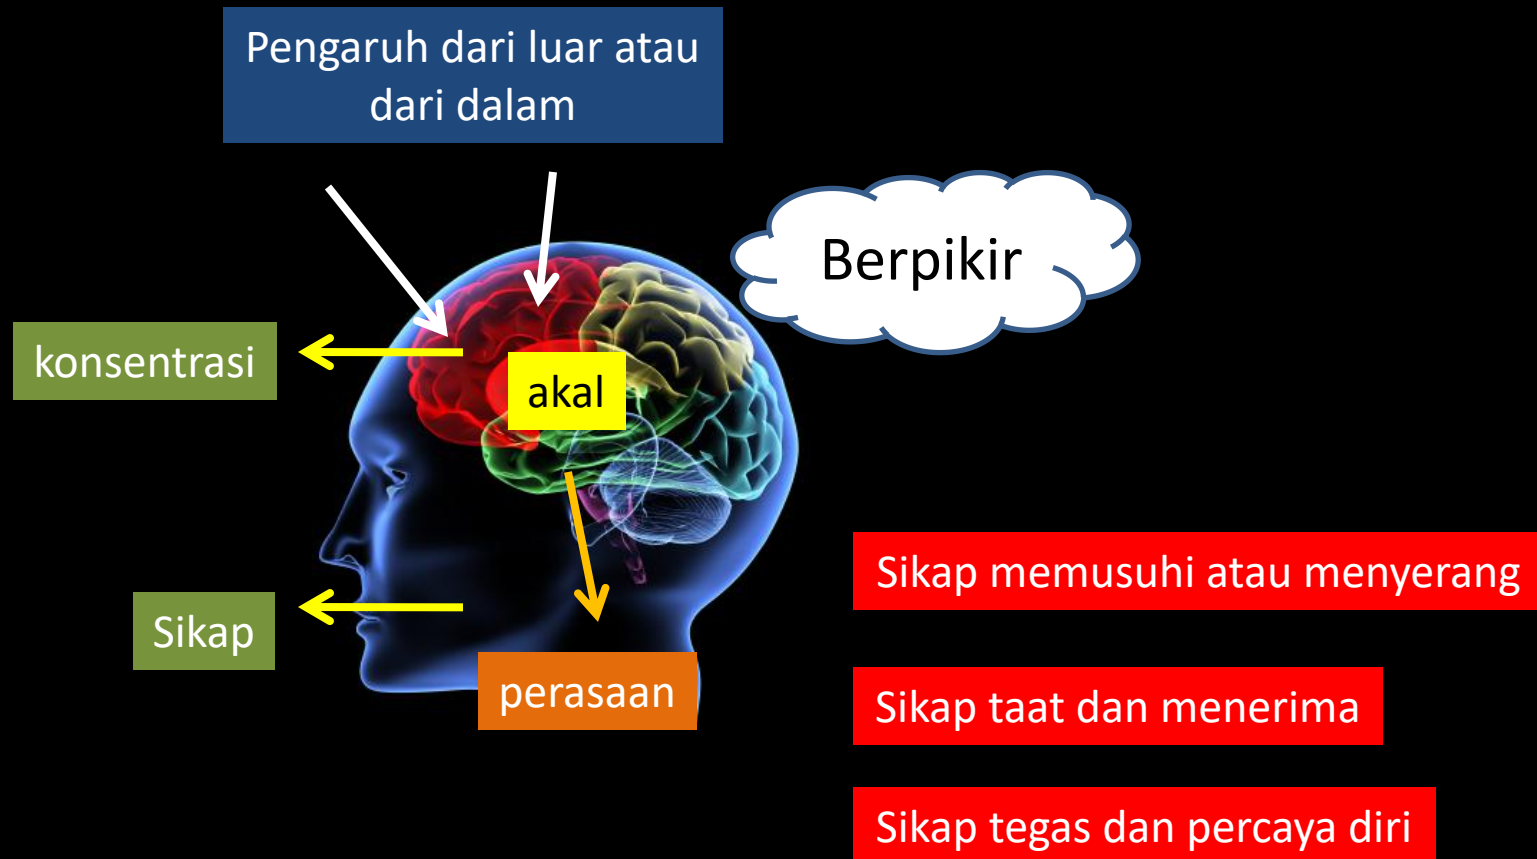 Pengaruh dari luar atau
dari dalam
Berpikir
konsentrasi
akal
Sikap
perasaan
Sikap memusuhi atau menyerang
Sikap taat dan menerima
Sikap tegas dan percaya diri